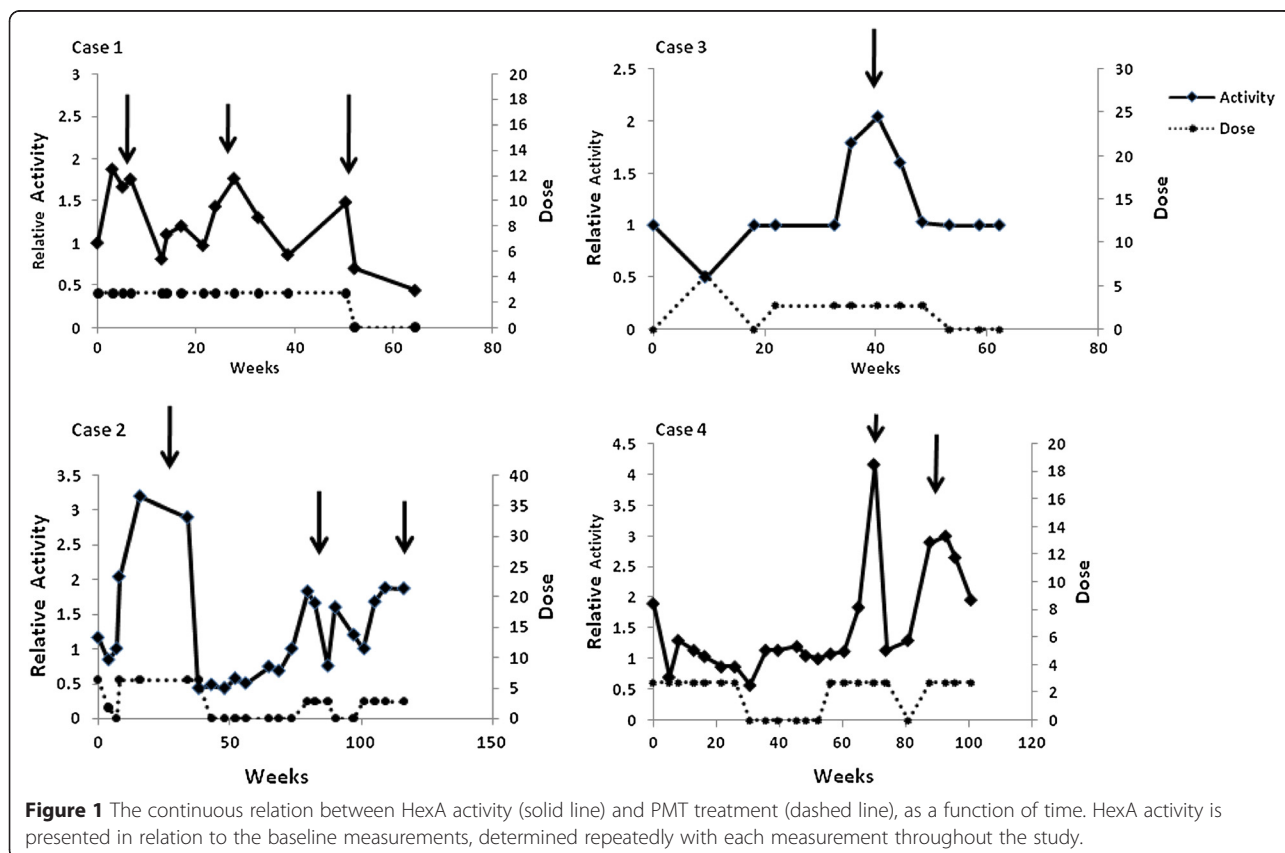 Case 1
3
2.5
2
1.5
1
0.5
0
Relative Activity
20
18
16
14
12
10
8
6
4
2
0
Dose
0 20 40 60 80
Weeks
Case 3
2.5
2
1.5
1
0.5
0
Relative Activity
30
25
20
15
10
5
0
Dose
0 20 40 60 80
Weeks
Activity
Dose
Case 2
3.5
3
2.5
2
1.5
1
0.5
0
Relative Activity
40
35
30
25
20
15
10
5
0
Dose
0 50 100 150
Weeks
Case 4
4.5
4
3.5
3
2.5
2
1.5
1
0.5
0
Relative Activity
20
18
16
14
12
10
8
6
4
2
0
Dose
0 20 40 60 80 100 120
Weeks
Figure 1 The continuous relation between HexA activity (solid line) and PMT treatment (dashed line), as a function of time. HexA activity is
presented in relation to the baseline measurements, determined repeatedly with each measurement throughout the study.